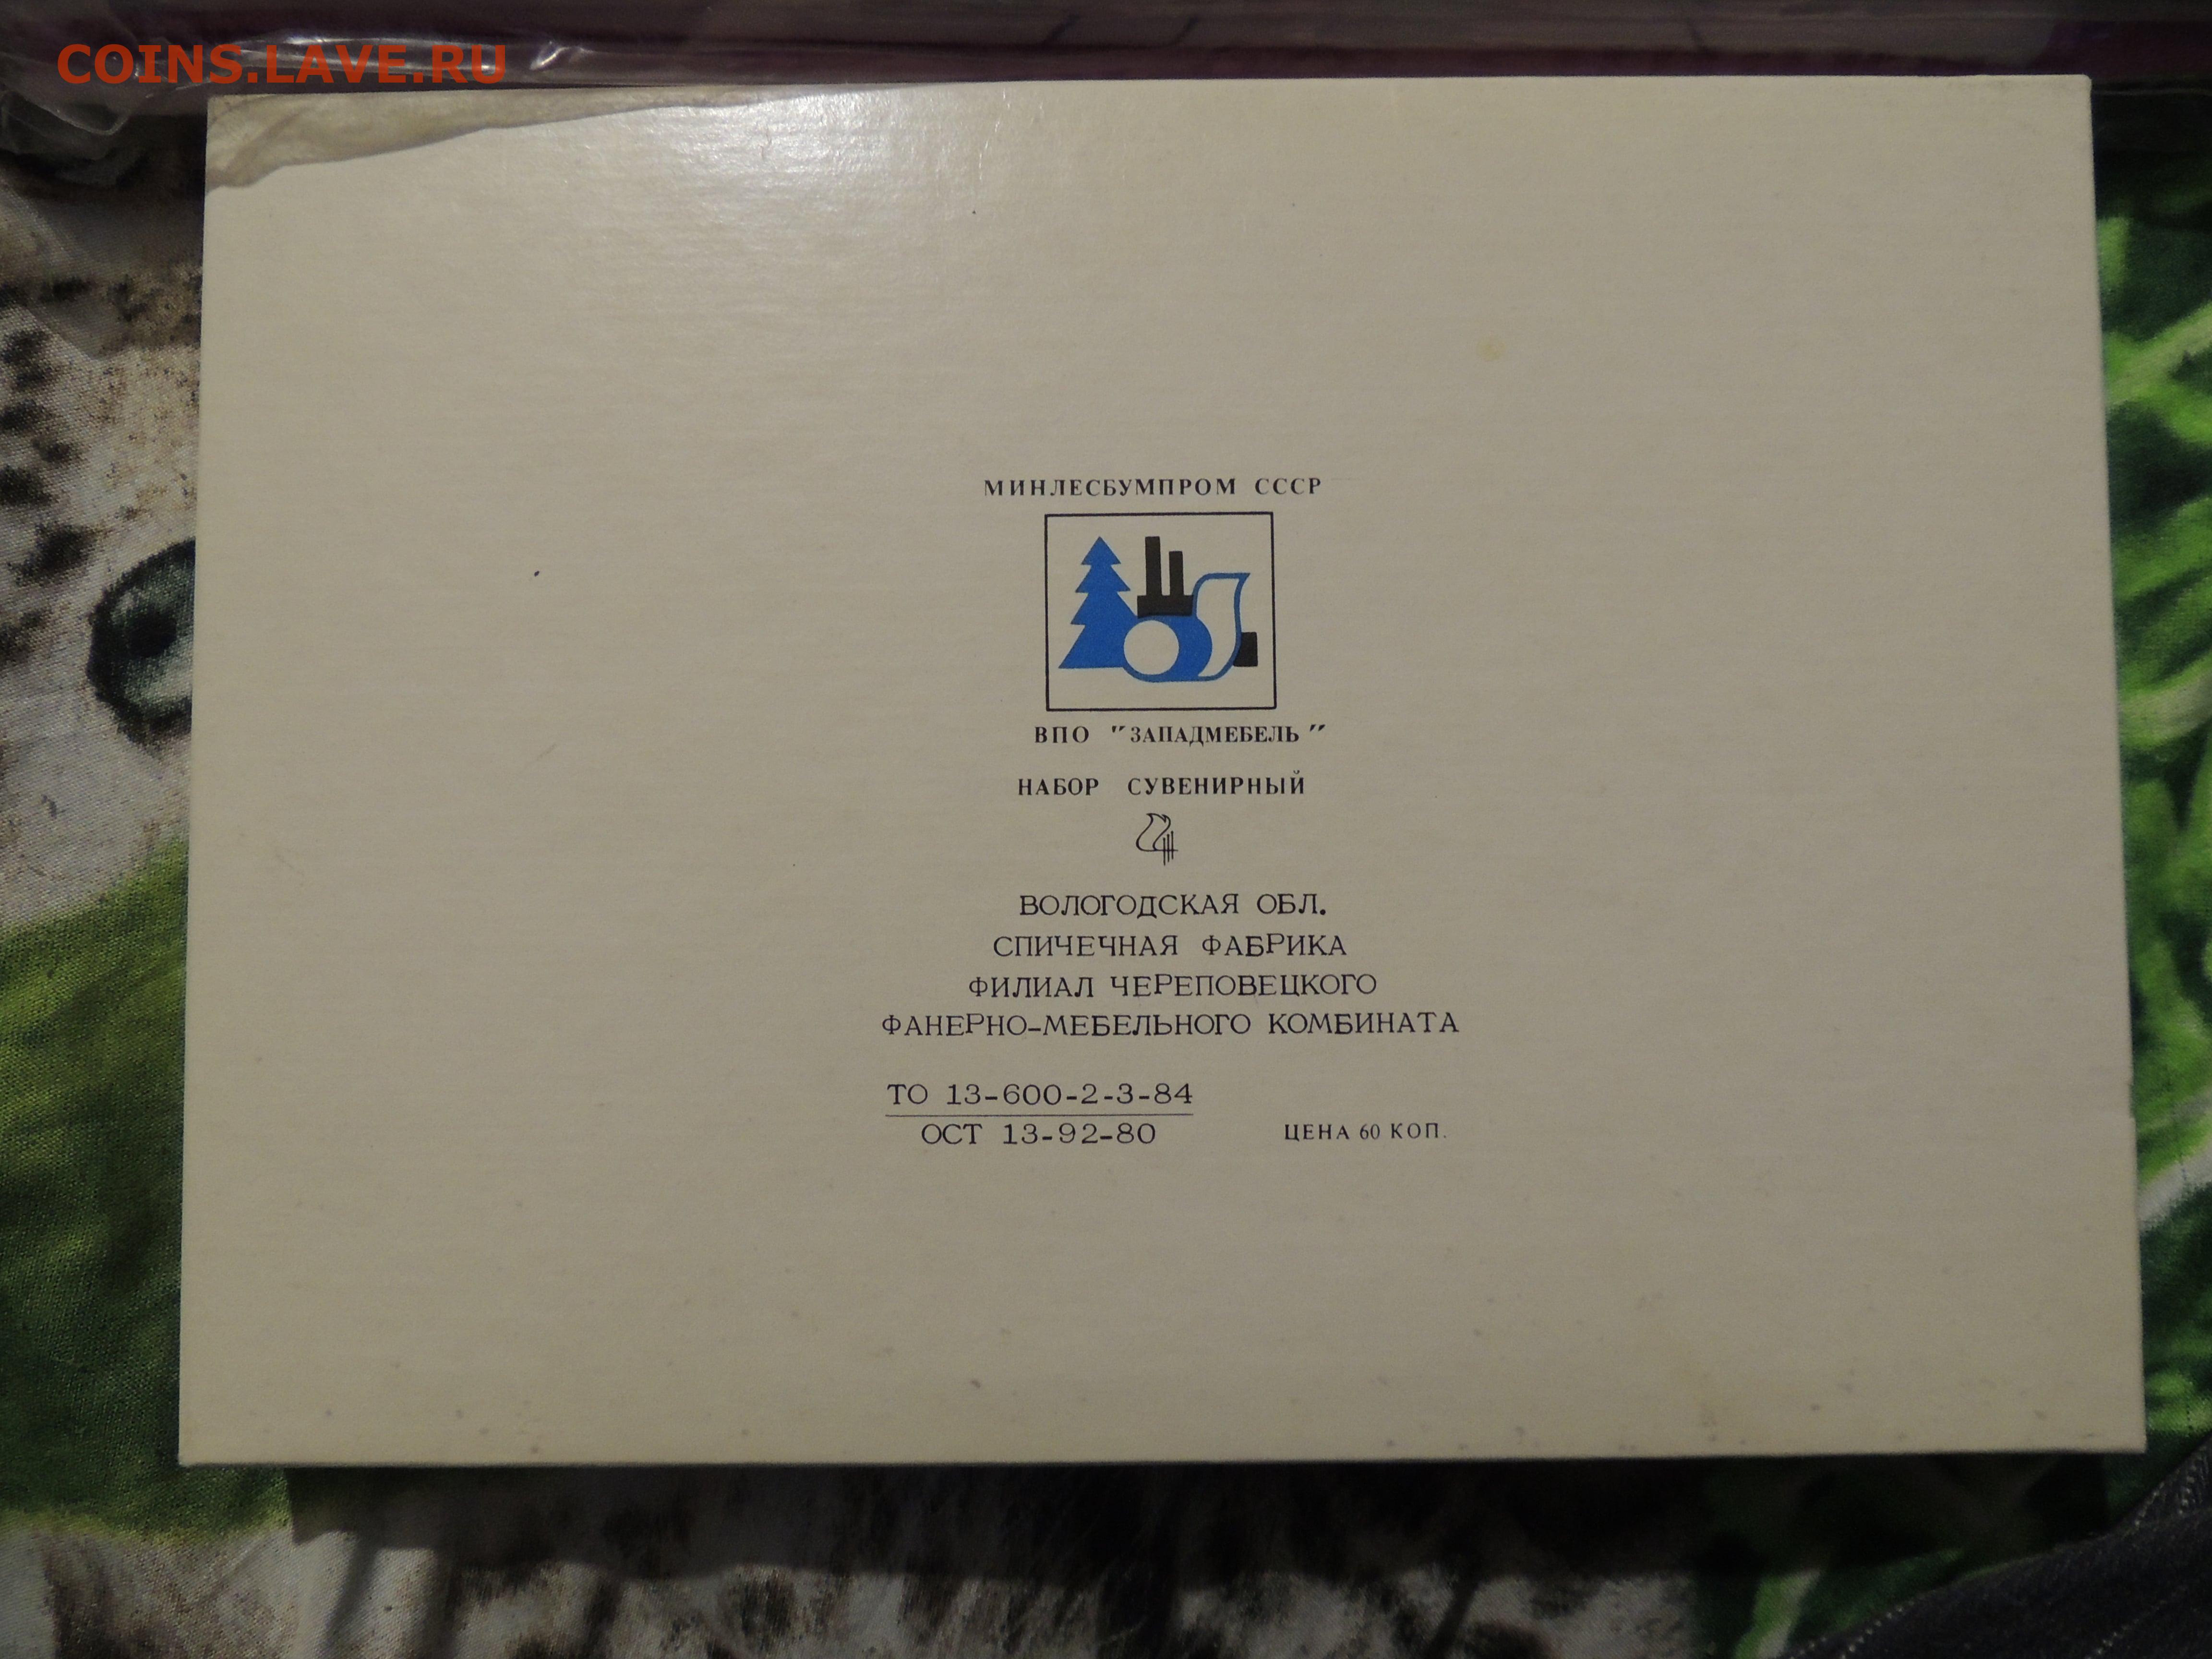 COINS.LAVE.RU
МИНЛЕСБУМПРОМ СССР
ВПО "ЗАПАДМЕБЕЛЬ"
НАБОР СУВЕНИРНЫЙ
ВОЛОГОДСКАЯ ОБЛ.
СПИЧЕЧНАЯ ФАБРИКА
ФИЛИАЛ ЧЕРЕПОВЕЦКОГО
ФАНЕРНО-МЕБЕЛЬНОГО КОМБИНАТА
ТО 13-600-2-3-84
ОСТ 13-92-80 ЦЕНА 60 КОП.